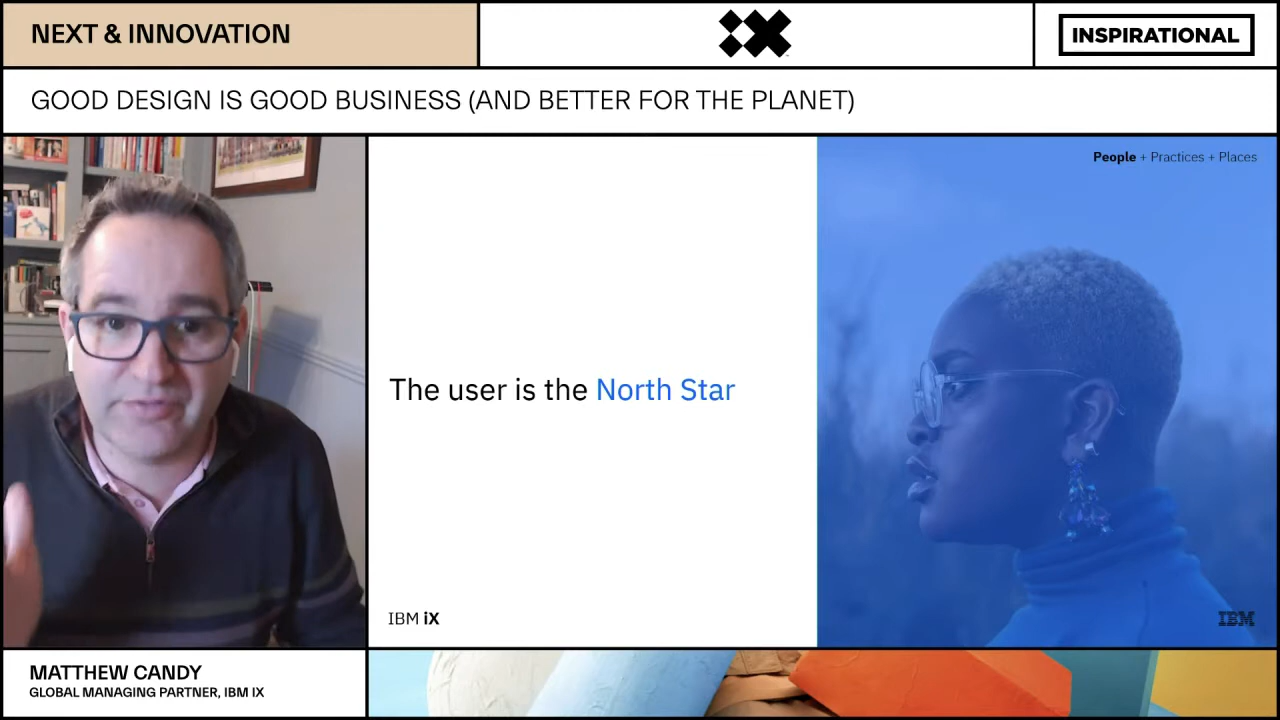 NEXT & INNOVATION
INSPIRATIONAL
GOOD DESIGN IS GOOD BUSINESS (AND BETTER FOR THE PLANET)
People + Practices + Places
The user is the North Star
IBM iX
IBM
MATTHEW CANDY
GLOBAL MANAGING PARTNER, IBM IX